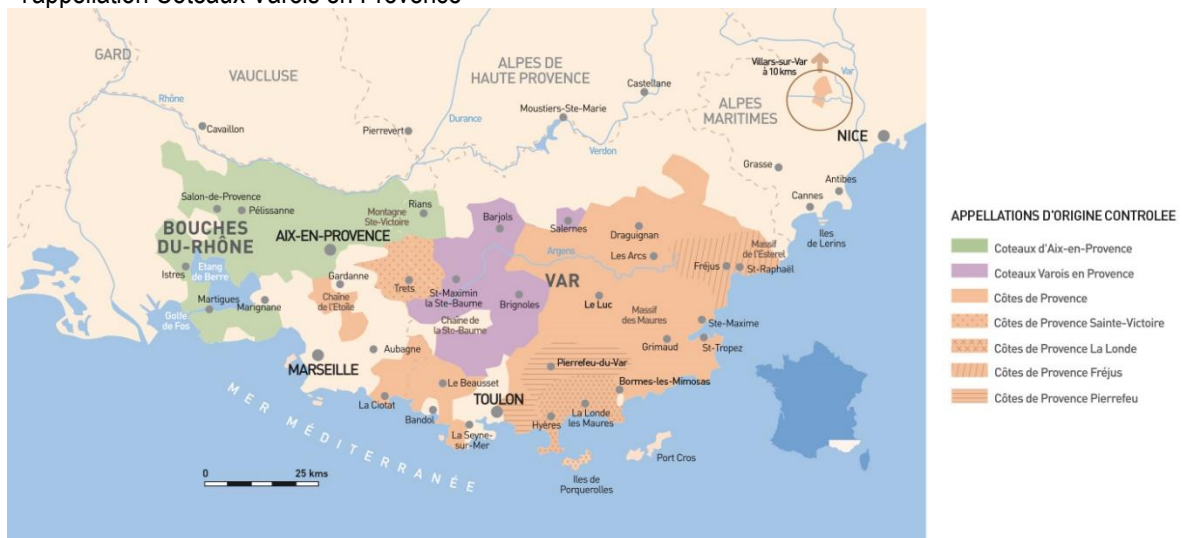 l'appellation Coteaux Varois en Provence
GARD
VAUCLUSE
ALPES DE
HAUTE PROVENCE
Villars-sur-Var
à 10 kms
Var
Castellane
ALPES
MARITIMES
Rhône
Moustiers-Ste-Marie
Durance
Cavaillon
Pierrevert
Verdon
NICE
Grasse
Antibes
Cannes
Iles
de Lerins
Salon-de-Provence
Pélissanne
Montagne
Ste-Victoire
Rians
Barjols
Salernes
Draguignan
BOUCHES
DU-RHÔNE
AIX-EN-PROVENCE
Argens
Les Arcs
Massif
de l'Esterel
Fréjus
St-Raphaël
Istres
Etang
de Berre
Gardanne
Trets
St-Maximin
la Ste-Baume
VAR
Brignoles
Le Luc
Martigues
Marignane
Chaîne
de l'Etoile
Golfe
de Fos
Chaîne de
la Ste-Baume
Massif
des Maures
Ste-Maxime
Grimaud
St-Tropez
Aubagne
MARSEILLE
Pierrefeu-du-Var
Le Beausset
Bormes-les-Mimosas
TOULON
La Ciotat
Bandol
La Seyne-
sur-Mer
Hyères
La Londe
les Maures
Port Cros
Iles de
Porquerolles
MER MÉDITERRANÉE
0 25 kms
APPELLATIONS D'ORIGINE CONTROLEE
Coteaux d'Aix-en-Provence
Coteaux Varois en Provence
Côtes de Provence
Côtes de Provence Sainte-Victoire
Côtes de Provence La Londe
Côtes de Provence Fréjus
Côtes de Provence Pierrefeu